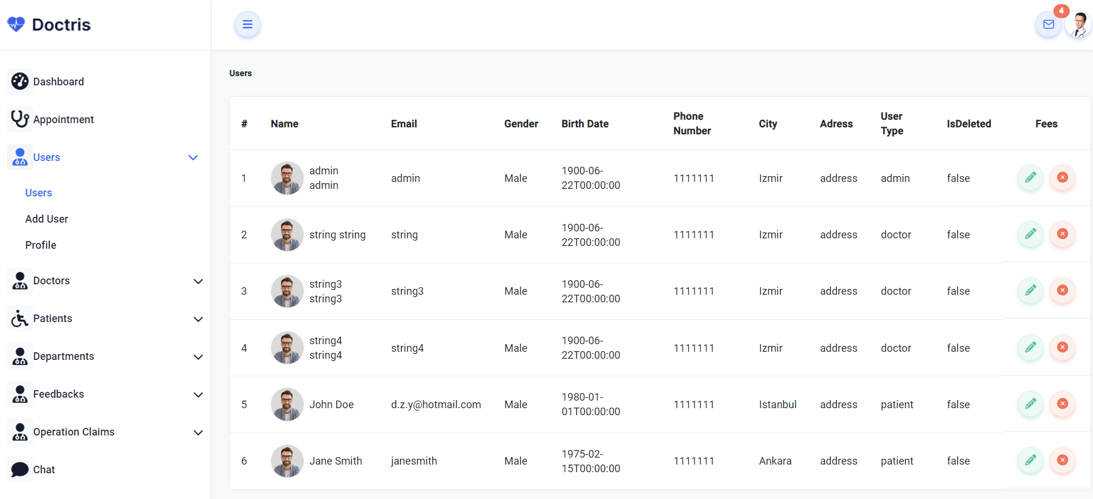 Doctris
4
Dashboard
Appointment
Users
Users
Add User
Profile
Doctors
Patients
Departments
Feedbacks
Operation Claims
Chat
Users
# Name Email Gender Birth Date Phone Number City Adress User Type IsDeleted Fees
1 admin admin admin Male 1900-06-22T00:00:00 1111111 Izmir address admin false
2 string string string Male 1900-06-22T00:00:00 1111111 Izmir address doctor false
3 string3 string3 string3 Male 1900-06-22T00:00:00 1111111 Izmir address doctor false
4 string4 string4 string4 Male 1900-06-22T00:00:00 1111111 Izmir address doctor false
5 John Doe d.z.y@hotmail.com Male 1980-01-01T00:00:00 1111111 Istanbul address patient false
6 Jane Smith janesmith Male 1975-02-15T00:00:00 1111111 Ankara address patient false